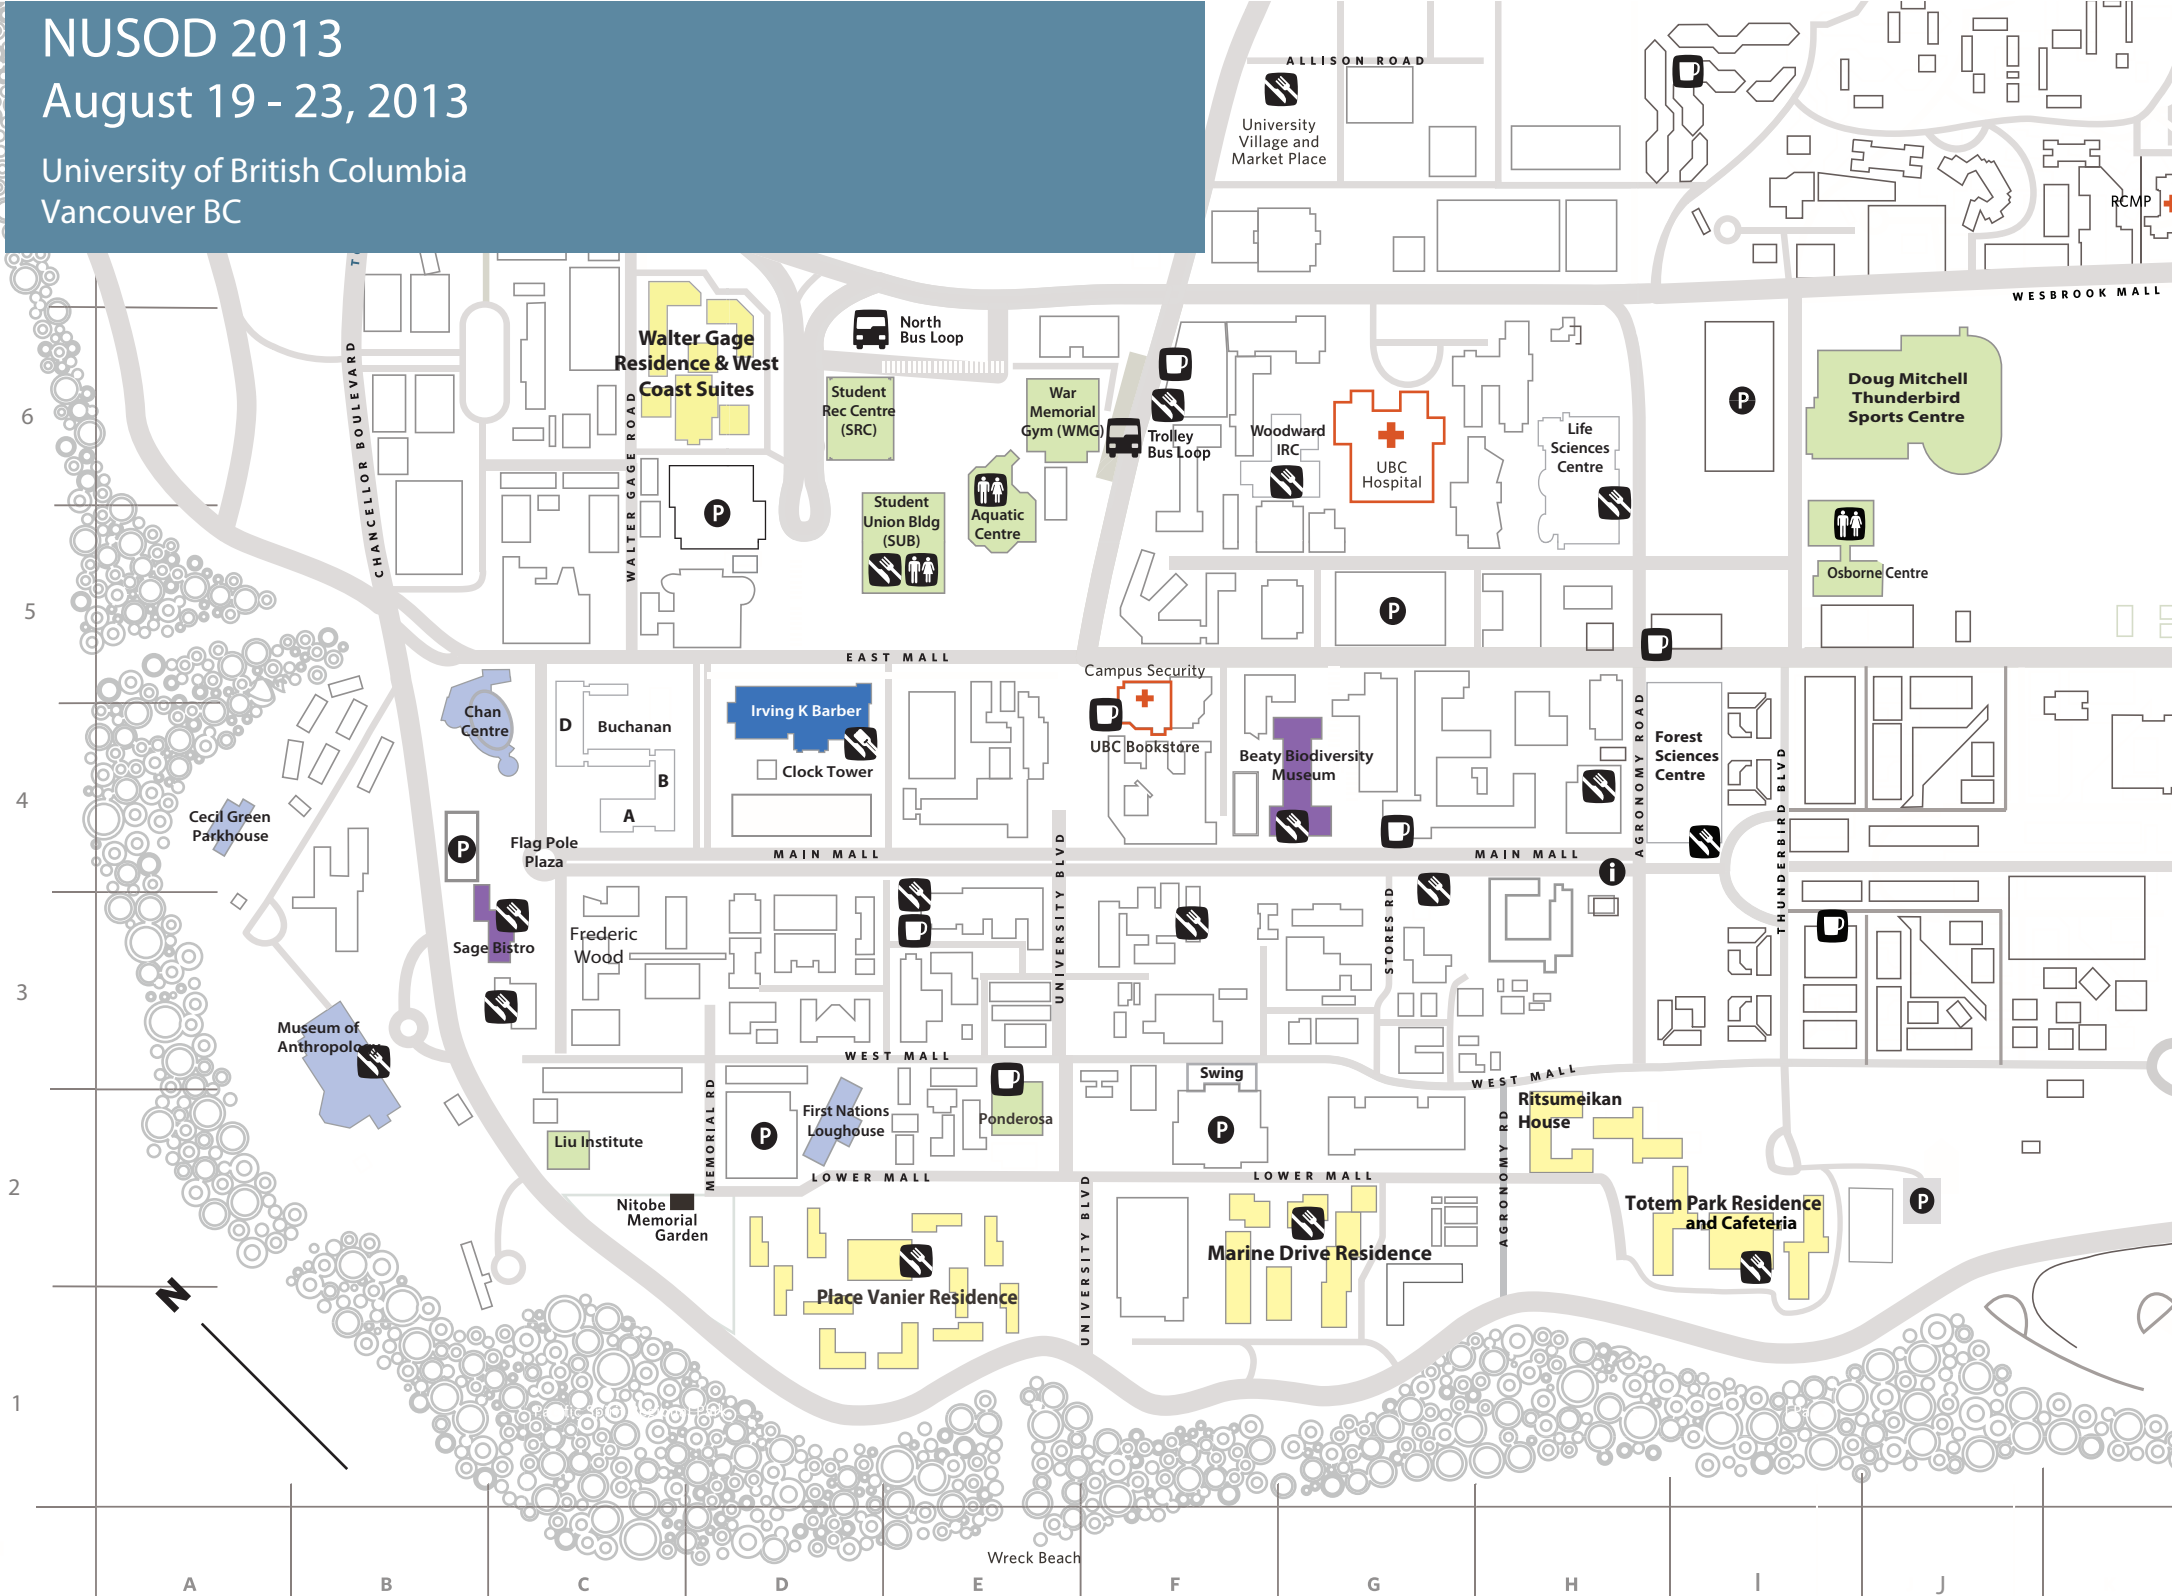 NUSOD 2013
August 19 - 23, 2013
University of British Columbia
Vancouver BC
ALLISON ROAD
University
Village and
Market Place
RCMP
WESBROOK MALL
North
Bus Loop
Walter Gage
Residence & West
Coast Suites
Student
Rec Centre
(SRC)
War
Memorial
Gym (WMG)
Trolley
Bus Loop
Woodward
IRC
UBC
Hospital
Life
Sciences
Centre
P
Doug Mitchell
Thunderbird
Sports Centre
6
CHANCELLOR BOULEVARD
WALTER GAGE ROAD
P
Student
Union Bldg
(SUB)
Aquatic
Centre
Osborne Centre
5
P
EAST MALL
Campus Security
UBC Bookstore
Chan
Centre
D
Buchanan
B
A
Irving K Barber
Clock Tower
Beaty Biodiversity
Museum
AGRONOMY ROAD
Forest
Sciences
Centre
THUNDERBIRD BLVD
4
Cecil Green
Parkhouse
P
Flag Pole
Plaza
MAIN MALL
UNIVERSITY BLVD
MAIN MALL
i
Sage Bistro
Frederic
Wood
STORES RD
3
Museum of
Anthropology
WEST MALL
WEST MALL
Swing
P
Ritsumeikan
House
AGRONOMY RD
MEMORIAL RD
P
First Nations
Loughouse
Ponderosa
Liu Institute
LOWER MALL
LOWER MALL
2
Nitobe
Memorial
Garden
UNIVERSITY BLVD
Totem Park Residence
and Cafeteria
P
Marine Drive Residence
Place Vanier Residence
N
1
Wreck Beach
A
B
C
D
E
F
G
H
I
J